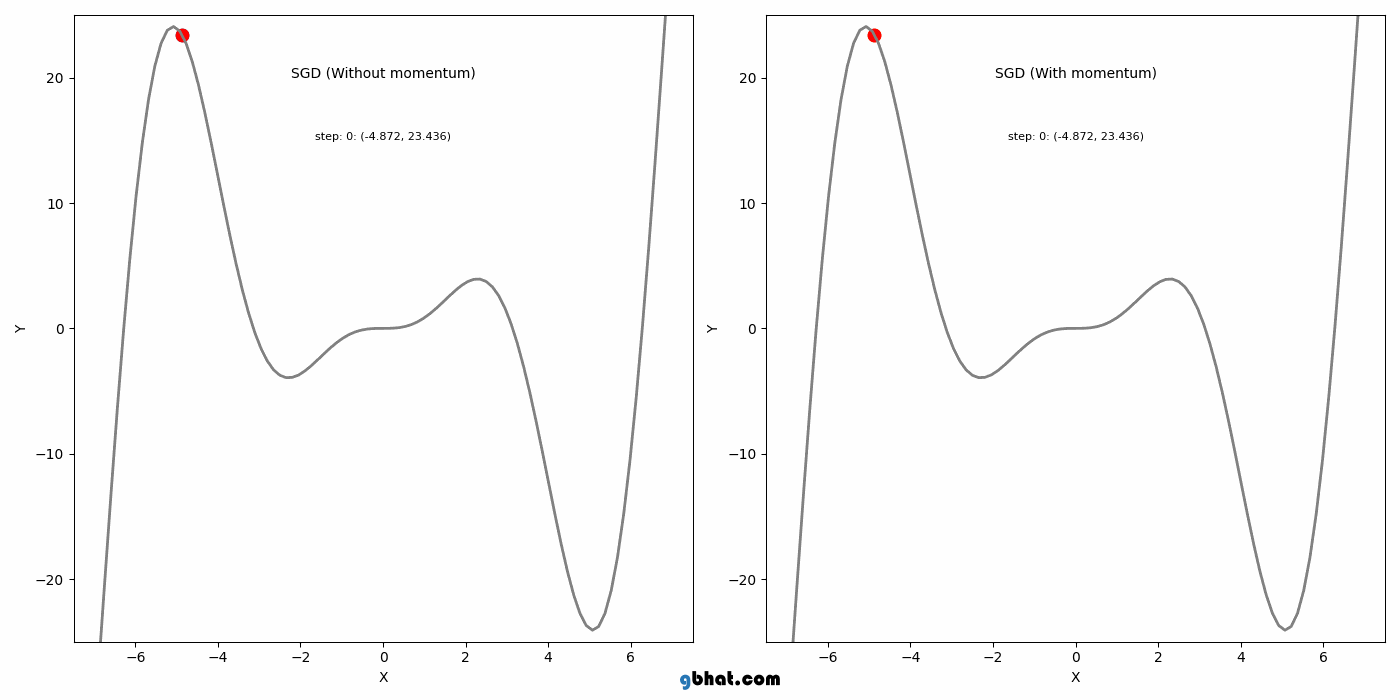 SGD (Without momentum)
step: 0: (-4.872, 23.436)
20
10
0
−10
−20
Y
−6
−4
−2
0
2
4
6
X
SGD (With momentum)
step: 0: (-4.872, 23.436)
20
10
0
−10
−20
Y
−6
−4
−2
0
2
4
6
X
gbhat.com